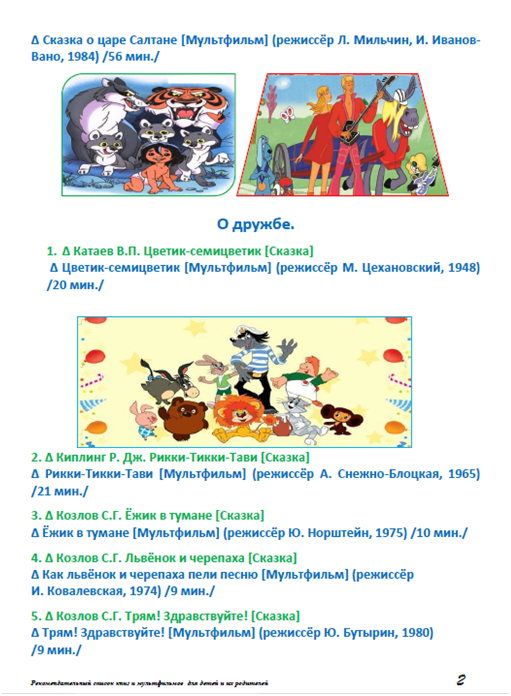 Δ Сказка о царе Салтане [Мультфильм] (режиссёр Л. Мильчин, И. Иванов-
Вано, 1984) /56 мин./
О дружбе.
1. Δ Катаев В.П. Цветик-семицветик [Сказка]
Δ Цветик-семицветик [Мультфильм] (режиссёр М. Цехановский, 1948)
/20 мин./
2. Δ Киплинг Р. Дж. Рикки-Тикки-Тави [Сказка]
Δ Рикки-Тикки-Тави [Мультфильм] (режиссёр А. Снежно-Блоцкая, 1965)
/21 мин./
3. Δ Козлов С.Г. Ёжик в тумане [Сказка]
Δ Ёжик в тумане [Мультфильм] (режиссёр Ю. Норштейн, 1975) /10 мин./
4. Δ Козлов С.Г. Львёнок и черепаха [Сказка]
Δ Как львёнок и черепаха пели песню [Мультфильм] (режиссёр
И. Ковалевская, 1974) /9 мин./
5. Δ Козлов С.Г. Трям! Здравствуйте! [Сказка]
Δ Трям! Здравствуйте! [Мультфильм] (режиссёр Ю. Бутырин, 1980)
/9 мин./
Рекомендательный список книг и мультфильмов для детей и их родителей 2